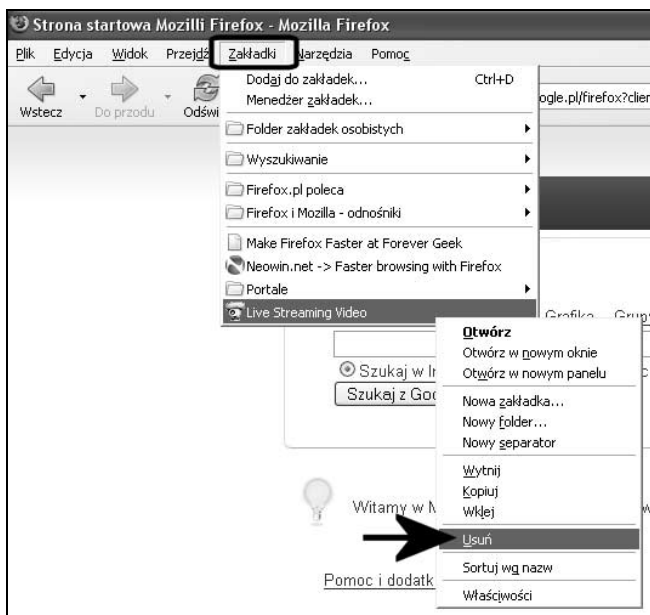 Strona startowa Mozilli Firefox - Mozilla Firefox
Plik Edycja Widok Przejdź Zakładki Narzędzia Pomoc
Wstecz Do przodu Odświ
Dodaj do zakładek... Ctrl+D
Menedżer zakładek...
ogle.pl/firefox?clier
Folder zakładek osobistych
Wyszukiwanie
Firefox.pl poleca
Firefox i Mozilla - odnośniki
Make Firefox Faster at Forever Geek
Neowin.net -> Faster browsing with Firefox
Portale
Live Streaming Video
Grafika Grup
Otwórz
Otwórz w nowym oknie
Otwórz w nowym panelu
Szukaj w In
Szukaj z Goo
Nowa zakładka...
Nowy folder...
Nowy separator
Wytnij
Kopiuj
Wklej
Witamy w M
Usuń
Sortuj wg nazw
Pomoc i dodatk
Właściwości